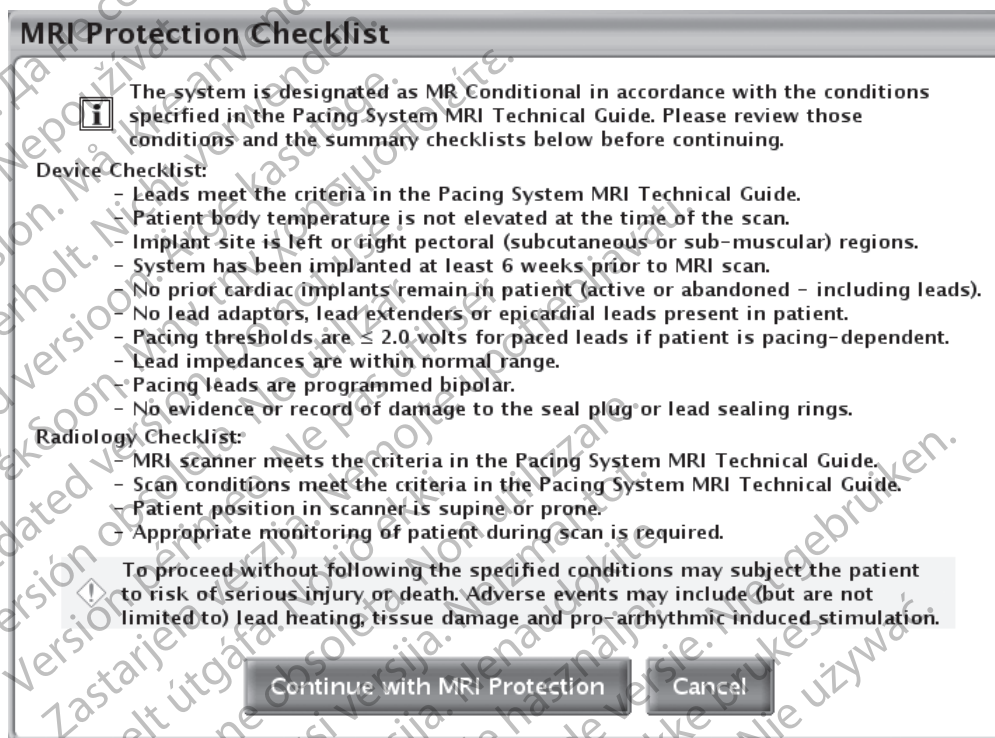 MRI Protection Checklist
The system is designated as MR Conditional in accordance with the conditions
specified in the Pacing System MRI Technical Guide. Please review those
conditions and the summary checklists below before continuing.
Device Checklist:
- Leads meet the criteria in the Pacing System MRI Technical Guide.
- Patient body temperature is not elevated at the time of the scan.
- Implant site is left or right pectoral (subcutaneous or sub-muscular) regions.
- System has been implanted at least 6 weeks prior to MRI scan.
- No prior cardiac implants remain in patient (active or abandoned - including leads).
- No lead adaptors, lead extenders or epicardial leads present in patient.
- Pacing thresholds are ≤ 2.0 volts for paced leads if patient is pacing-dependent.
- Lead impedances are within normal range.
- Pacing leads are programmed bipolar.
- No evidence or record of damage to the seal plug or lead sealing rings.
Radiology Checklist:
- MRI scanner meets the criteria in the Pacing System MRI Technical Guide.
- Scan conditions meet the criteria in the Pacing System MRI Technical Guide.
- Patient position in scanner is supine or prone.
- Appropriate monitoring of patient during scan is required.
To proceed without following the specified conditions may subject the patient
to risk of serious injury or death. Adverse events may include (but are not
limited to) lead heating, tissue damage and pro-arrhythmic induced stimulation.
Continue with MRI Protection
Cancel